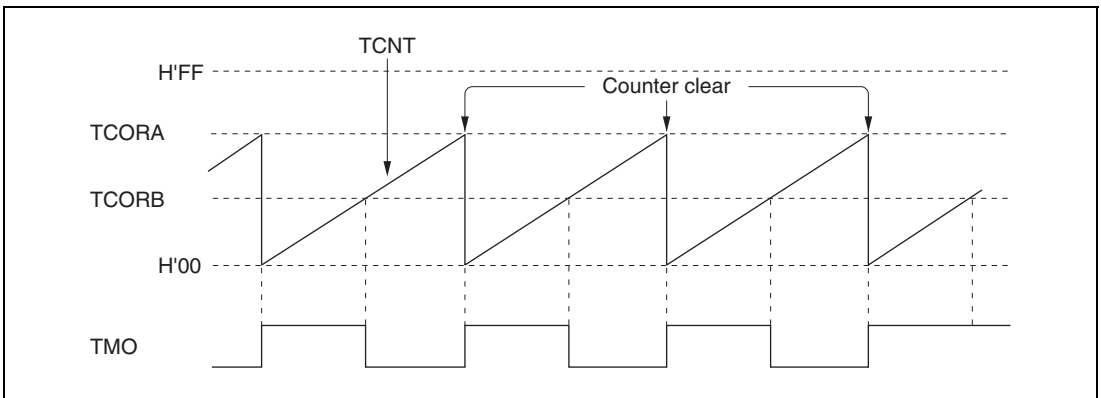 TCNT
H'FF
Counter clear
TCORA
TCORB
H'00
TMO